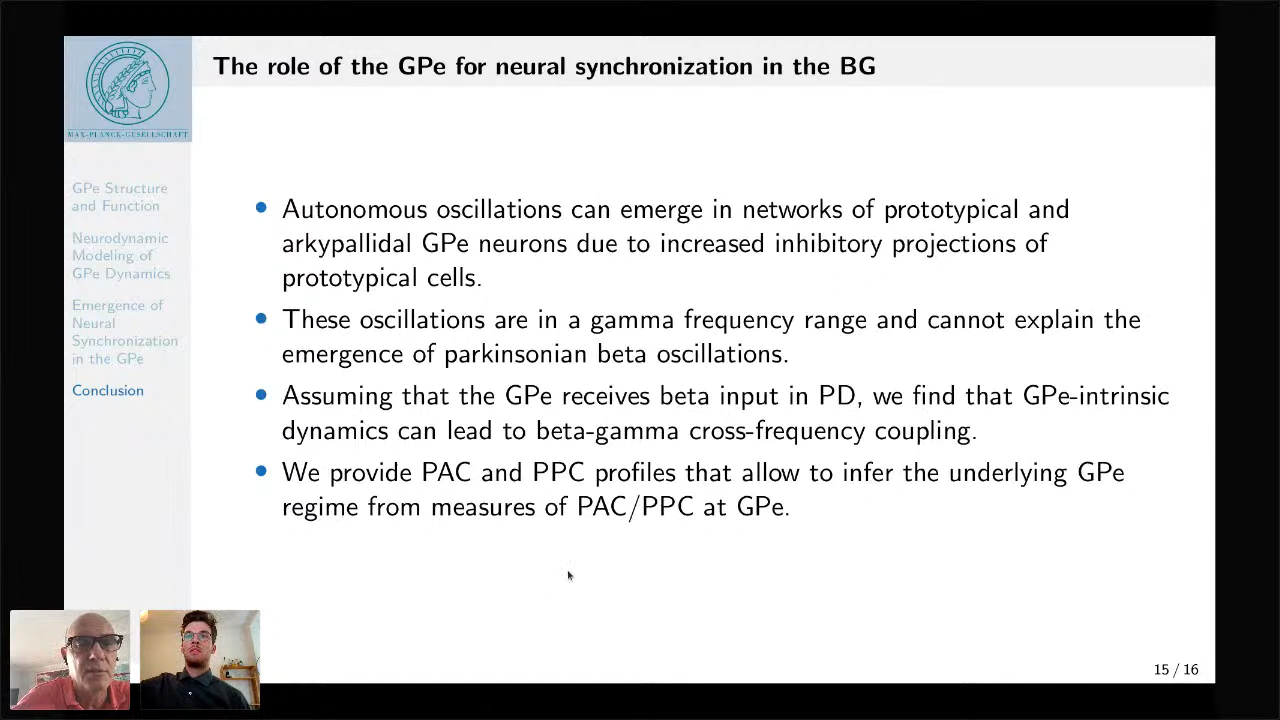 The role of the GPe for neural synchronization in the BG
MAX-PLANCK-GESELLSCHAFT
GPe Structure
and Function
Neurodynamic
Modeling of
GPe Dynamics
Emergence of
Neural
Synchronization
in the GPe
Conclusion
Autonomous oscillations can emerge in networks of prototypical and
arkypallidal GPe neurons due to increased inhibitory projections of
prototypical cells.
These oscillations are in a gamma frequency range and cannot explain the
emergence of parkinsonian beta oscillations.
Assuming that the GPe receives beta input in PD, we find that GPe-intrinsic
dynamics can lead to beta-gamma cross-frequency coupling.
We provide PAC and PPC profiles that allow to infer the underlying GPe
regime from measures of PAC/PPC at GPe.
15 / 16